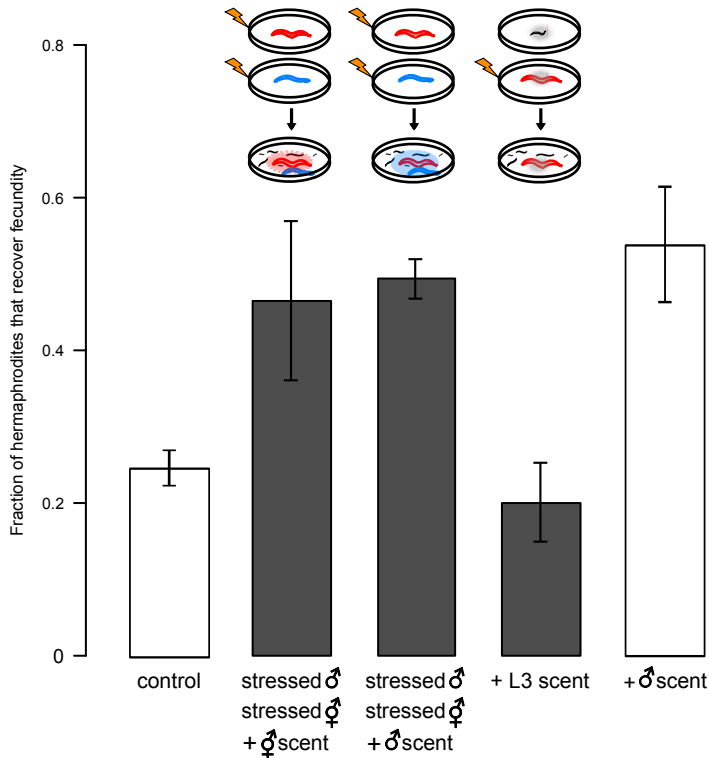 0.8
0.6
0.4
0.2
0
Fraction of hermaphrodites that recover fecundity
control
stressed ♂
stressed ⚥
+ ⚥ scent
stressed ♂
stressed ⚥
+ ♂ scent
+ L3 scent
+ ♂ scent